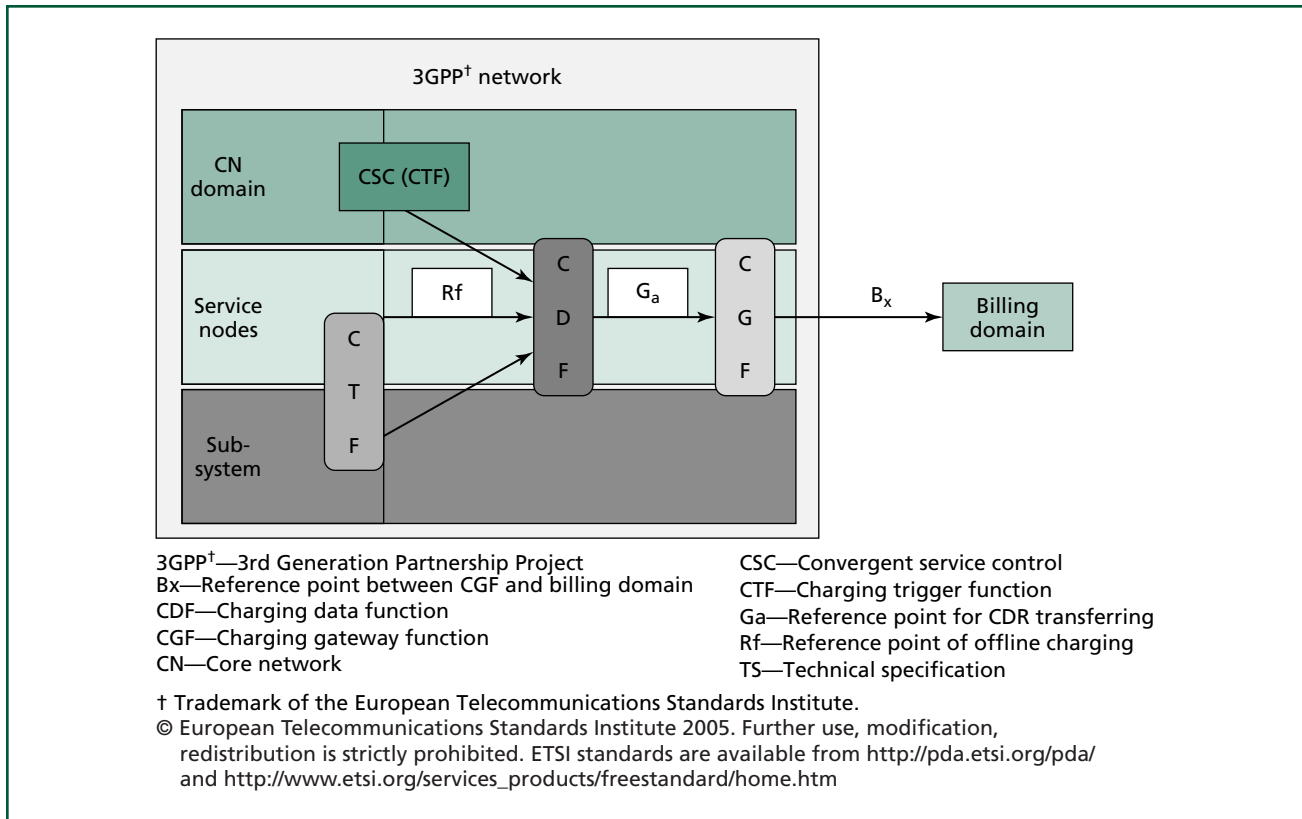 3GPP† network
CN
domain
CSC (CTF)
Service
nodes
Rf
C
D
F
Ga
C
G
F
Bx
Billing
domain
C
T
F
Sub-
system
3GPP†—3rd Generation Partnership Project
Bx—Reference point between CGF and billing domain
CDF—Charging data function
CGF—Charging gateway function
CN—Core network
CSC—Convergent service control
CTF—Charging trigger function
Ga—Reference point for CDR transferring
Rf—Reference point of offline charging
TS—Technical specification
† Trademark of the European Telecommunications Standards Institute.
© European Telecommunications Standards Institute 2005. Further use, modification,
redistribution is strictly prohibited. ETSI standards are available from http://pda.etsi.org/pda/
and http://www.etsi.org/services_products/freestandard/home.htm